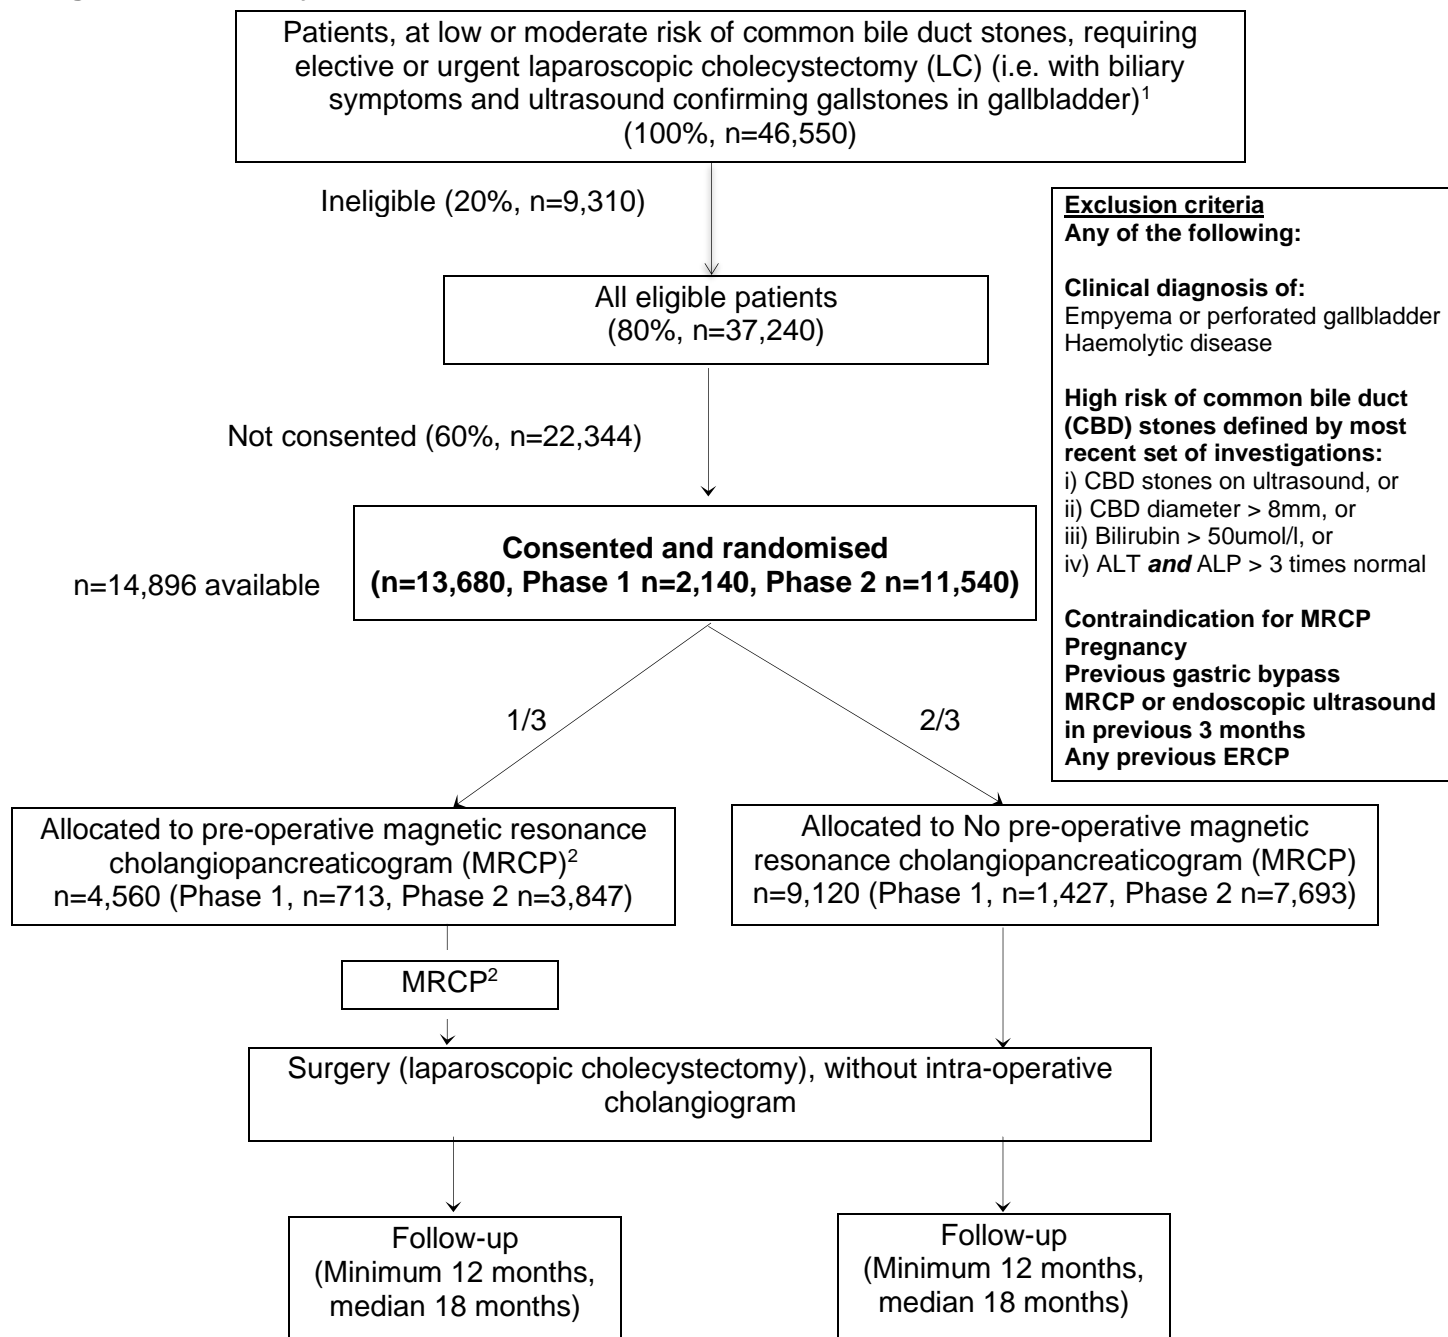 Patients, at low or moderate risk of common bile duct stones, requiring
elective or urgent laparoscopic cholecystectomy (LC) (i.e. with biliary
symptoms and ultrasound confirming gallstones in gallbladder)1
(100%, n=46,550)
Ineligible (20%, n=9,310)
All eligible patients
(80%, n=37,240)
Not consented (60%, n=22,344)
n=14,896 available
Consented and randomised
(n=13,680, Phase 1 n=2,140, Phase 2 n=11,540)
Exclusion criteria
Any of the following:
Clinical diagnosis of:
Empyema or perforated gallbladder
Haemolytic disease
High risk of common bile duct
(CBD) stones defined by most
recent set of investigations:
i) CBD stones on ultrasound, or
ii) CBD diameter > 8mm, or
iii) Bilirubin > 50umol/l, or
iv) ALT and ALP > 3 times normal
Contraindication for MRCP
Pregnancy
Previous gastric bypass
MRCP or endoscopic ultrasound
in previous 3 months
Any previous ERCP
1/3
2/3
Allocated to pre-operative magnetic resonance
cholangiopancreaticogram (MRCP)2
n=4,560 (Phase 1, n=713, Phase 2 n=3,847)
Allocated to No pre-operative magnetic
resonance cholangiopancreaticogram (MRCP)
n=9,120 (Phase 1, n=1,427, Phase 2 n=7,693)
MRCP2
Surgery (laparoscopic cholecystectomy), without intra-operative
cholangiogram
Follow-up
(Minimum 12 months,
median 18 months)
Follow-up
(Minimum 12 months,
median 18 months)